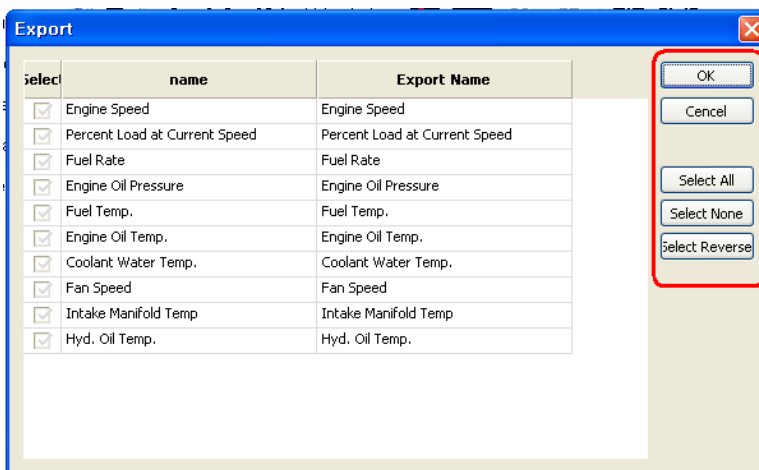 Export
Select name Export Name
Engine Speed Engine Speed
Percent Load at Current Speed Percent Load at Current Speed
Fuel Rate Fuel Rate
Engine Oil Pressure Engine Oil Pressure
Fuel Temp. Fuel Temp.
Engine Oil Temp. Engine Oil Temp.
Coolant Water Temp. Coolant Water Temp.
Fan Speed Fan Speed
Intake Manifold Temp Intake Manifold Temp
Hyd. Oil Temp. Hyd. Oil Temp.
OK
Cencel
Select All
Select None
Select Reverse